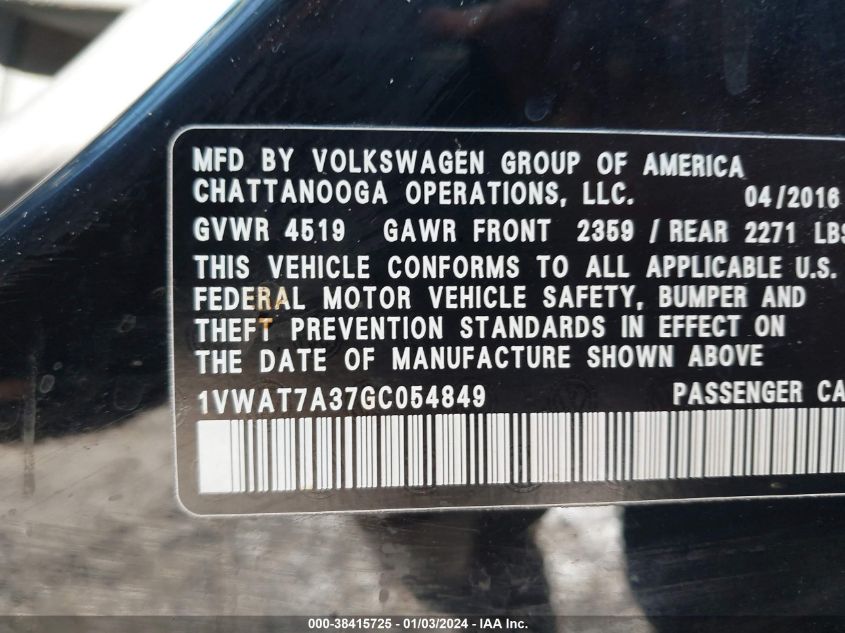 MFD BY VOLKSWAGEN GROUP OF AMERICA
CHATTANOOGA OPERATIONS, LLC. 04/2016
GVWR 4519 GAWR FRONT 2359 / REAR 2271 LBS
THIS VEHICLE CONFORMS TO ALL APPLICABLE U.S.
FEDERAL MOTOR VEHICLE SAFETY, BUMPER AND
THEFT PREVENTION STANDARDS IN EFFECT ON
THE DATE OF MANUFACTURE SHOWN ABOVE
1VWAT7A37GC054849 PASSENGER CA
000-38415725 - 01/03/2024 - IAA Inc.